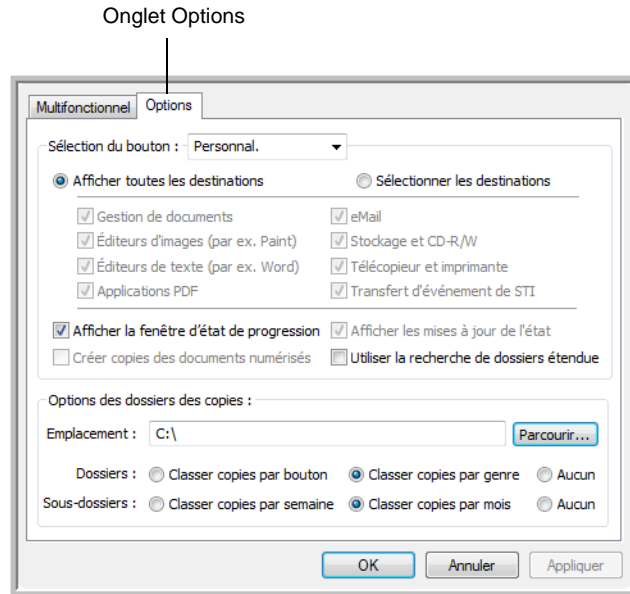 Onglet Options
Multifonctionnel Options
Sélection du bouton : Personnal.
Afficher toutes les destinations Sélectionner les destinations
Gestion de documents eMail
Éditeurs d'images (par ex. Paint) Stockage et CD-R/W
Éditeurs de texte (par ex. Word) Télécopieur et imprimante
Applications PDF Transfert d'événement de STI
Afficher la fenêtre d'état de progression Afficher les mises à jour de l'état
Créer copies des documents numérisés Utiliser la recherche de dossiers étendue
Options des dossiers des copies :
Emplacement : C:\ Parcourir...
Dossiers : Classer copies par bouton Classer copies par genre Aucun
Sous-dossiers : Classer copies par semaine Classer copies par mois Aucun
OK Annuler Appliquer